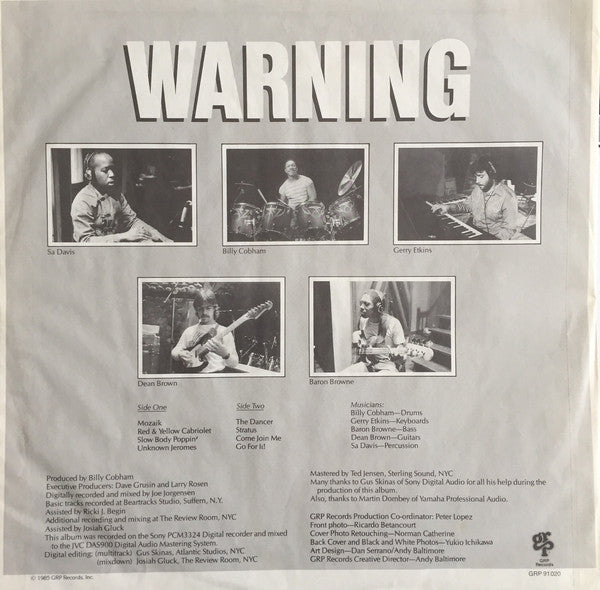 WARNING
Sa Davis
Billy Cobham
Gerry Etkins
Dean Brown
Baron Browne
Side One
Mozaik
Red & Yellow Cabriolet
Slow Body Poppin'
Unknown Jeromes
Side Two
The Dancer
Stratus
Come Join Me
Go For It!
Musicians:
Billy Cobham—Drums
Gerry Etkins—Keyboards
Baron Browne—Bass
Dean Brown—Guitars
Sa Davis—Percussion
Produced by Billy Cobham
Executive Producers: Dave Grusin and Larry Rosen
Digitally recorded and mixed by Joe Jorgensen
Basic tracks recorded at Beartracks Studio, Suffern, N.Y.
Assisted by Ricki J. Begin
Additional recording and mixing at The Review Room, NYC
Assisted by Josiah Gluck
This album was recorded on the Sony PCM3324 Digital recorder and mixed
to the JVC DAS900 Digital Audio Mastering System.
Digital editing: (multitrack) Gus Skinas, Atlantic Studios, NYC
(mixdown) Josiah Gluck, The Review Room, NYC
Mastered by Ted Jensen, Sterling Sound, NYC
Many thanks to Gus Skinas of Sony Digital Audio for all his help during the
production of this album.
Also, thanks to Martin Dombey of Yamaha Professional Audio.
GRP Records Production Co-ordinator: Peter Lopez
Front photo—Ricardo Betancourt
Cover Photo Retouching—Norman Catherine
Back Cover and Black and White Photos—Yukio Ichikawa
Art Design—Dan Serrano/Andy Baltimore
GRP Records Creative Director—Andy Baltimore
grp
GRP
Records
© 1985 GRP Records, Inc.
GRP 91020